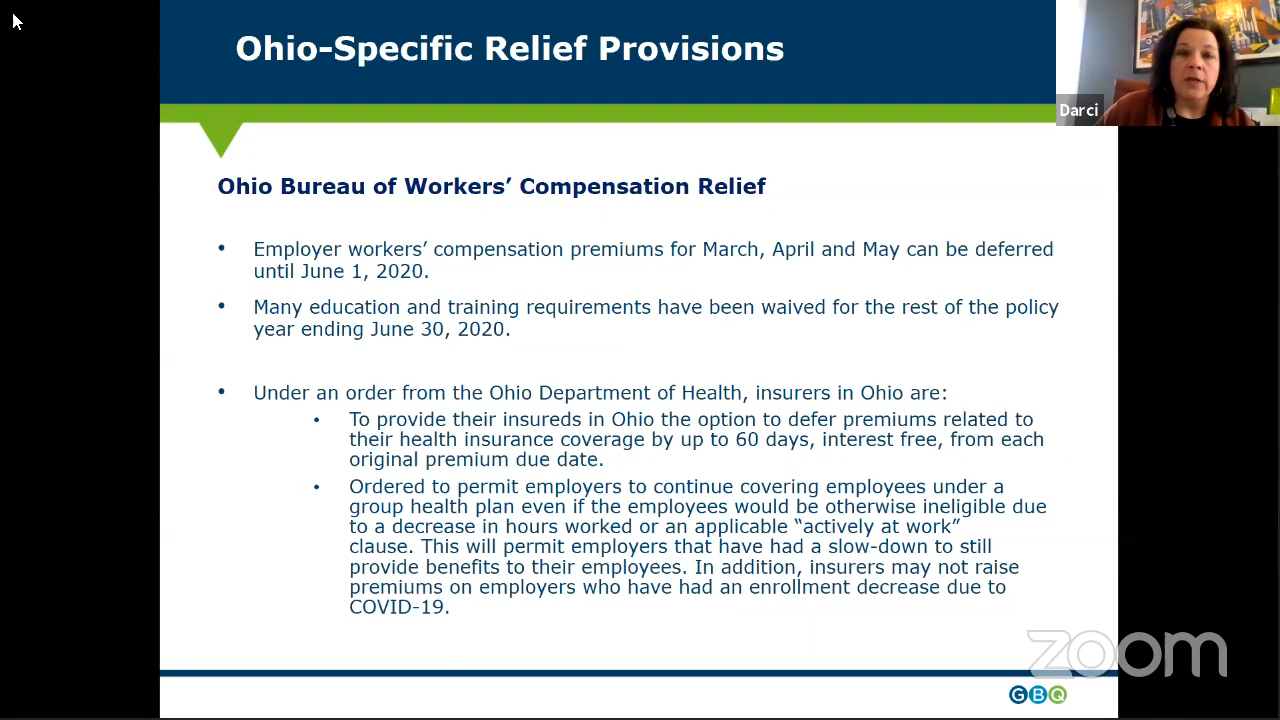 Ohio-Specific Relief Provisions
Darci
Ohio Bureau of Workers’ Compensation Relief
• Employer workers’ compensation premiums for March, April and May can be deferred
until June 1, 2020.
• Many education and training requirements have been waived for the rest of the policy
year ending June 30, 2020.
• Under an order from the Ohio Department of Health, insurers in Ohio are:
• To provide their insureds in Ohio the option to defer premiums related to
their health insurance coverage by up to 60 days, interest free, from each
original premium due date.
• Ordered to permit employers to continue covering employees under a
group health plan even if the employees would be otherwise ineligible due
to a decrease in hours worked or an applicable “actively at work”
clause. This will permit employers that have had a slow-down to still
provide benefits to their employees. In addition, insurers may not raise
premiums on employers who have had an enrollment decrease due to
COVID-19.
zoom
GBQ